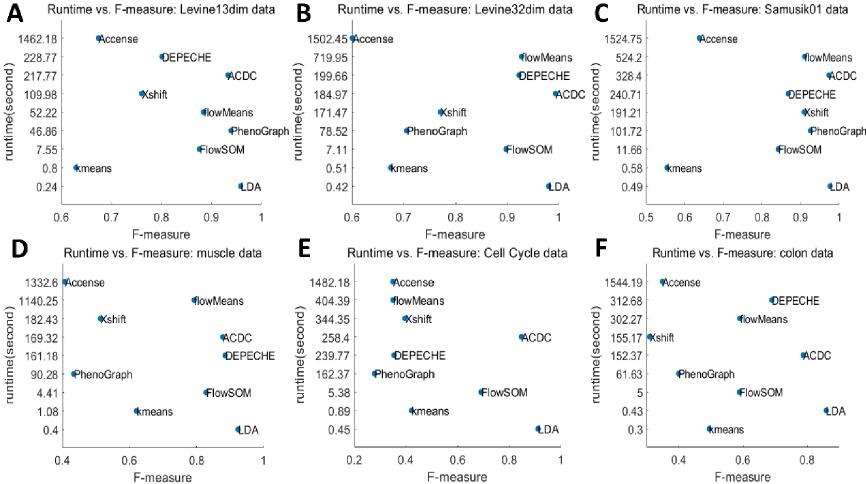 A
Runtime vs. F-measure: Levine13dim data
runtime(second)
1462.18
Accense
228.77
DEPECHE
217.77
ACDC
109.98
Xshift
52.22
flowMeans
46.86
PhenoGraph
7.55
FlowSOM
0.8
kmeans
0.24
LDA
0.6 0.7 0.8 0.9 1
F-measure
B
Runtime vs. F-measure: Levine32dim data
runtime(second)
1502.45
Accense
719.95
flowMeans
199.66
DEPECHE
184.97
ACDC
171.47
Xshift
78.52
PhenoGraph
7.11
FlowSOM
0.51
kmeans
0.42
LDA
0.6 0.7 0.8 0.9 1
F-measure
C
Runtime vs. F-measure: Samusik01 data
runtime(second)
1524.75
Accense
524.2
flowMeans
328.4
ACDC
240.71
DEPECHE
191.21
Xshift
101.72
PhenoGraph
11.66
FlowSOM
0.58
kmeans
0.49
LDA
0.5 0.6 0.7 0.8 0.9 1
F-measure
D
Runtime vs. F-measure: muscle data
runtime(second)
1332.6
Accense
1140.25
flowMeans
182.43
Xshift
169.32
ACDC
161.18
DEPECHE
90.28
PhenoGraph
4.41
FlowSOM
1.08
kmeans
0.4
LDA
0.4 0.6 0.8 1
F-measure
E
Runtime vs. F-measure: Cell Cycle data
runtime(second)
1482.18
Accense
404.39
flowMeans
344.35
Xshift
258.4
ACDC
239.77
DEPECHE
162.37
PhenoGraph
5.38
FlowSOM
0.89
kmeans
0.45
LDA
0.2 0.4 0.6 0.8 1
F-measure
F
Runtime vs. F-measure: colon data
runtime(second)
1544.19
Accense
312.68
DEPECHE
302.27
flowMeans
155.17
Xshift
152.37
ACDC
61.63
PhenoGraph
5
FlowSOM
0.43
LDA
0.3
kmeans
0.4 0.6 0.8
F-measure